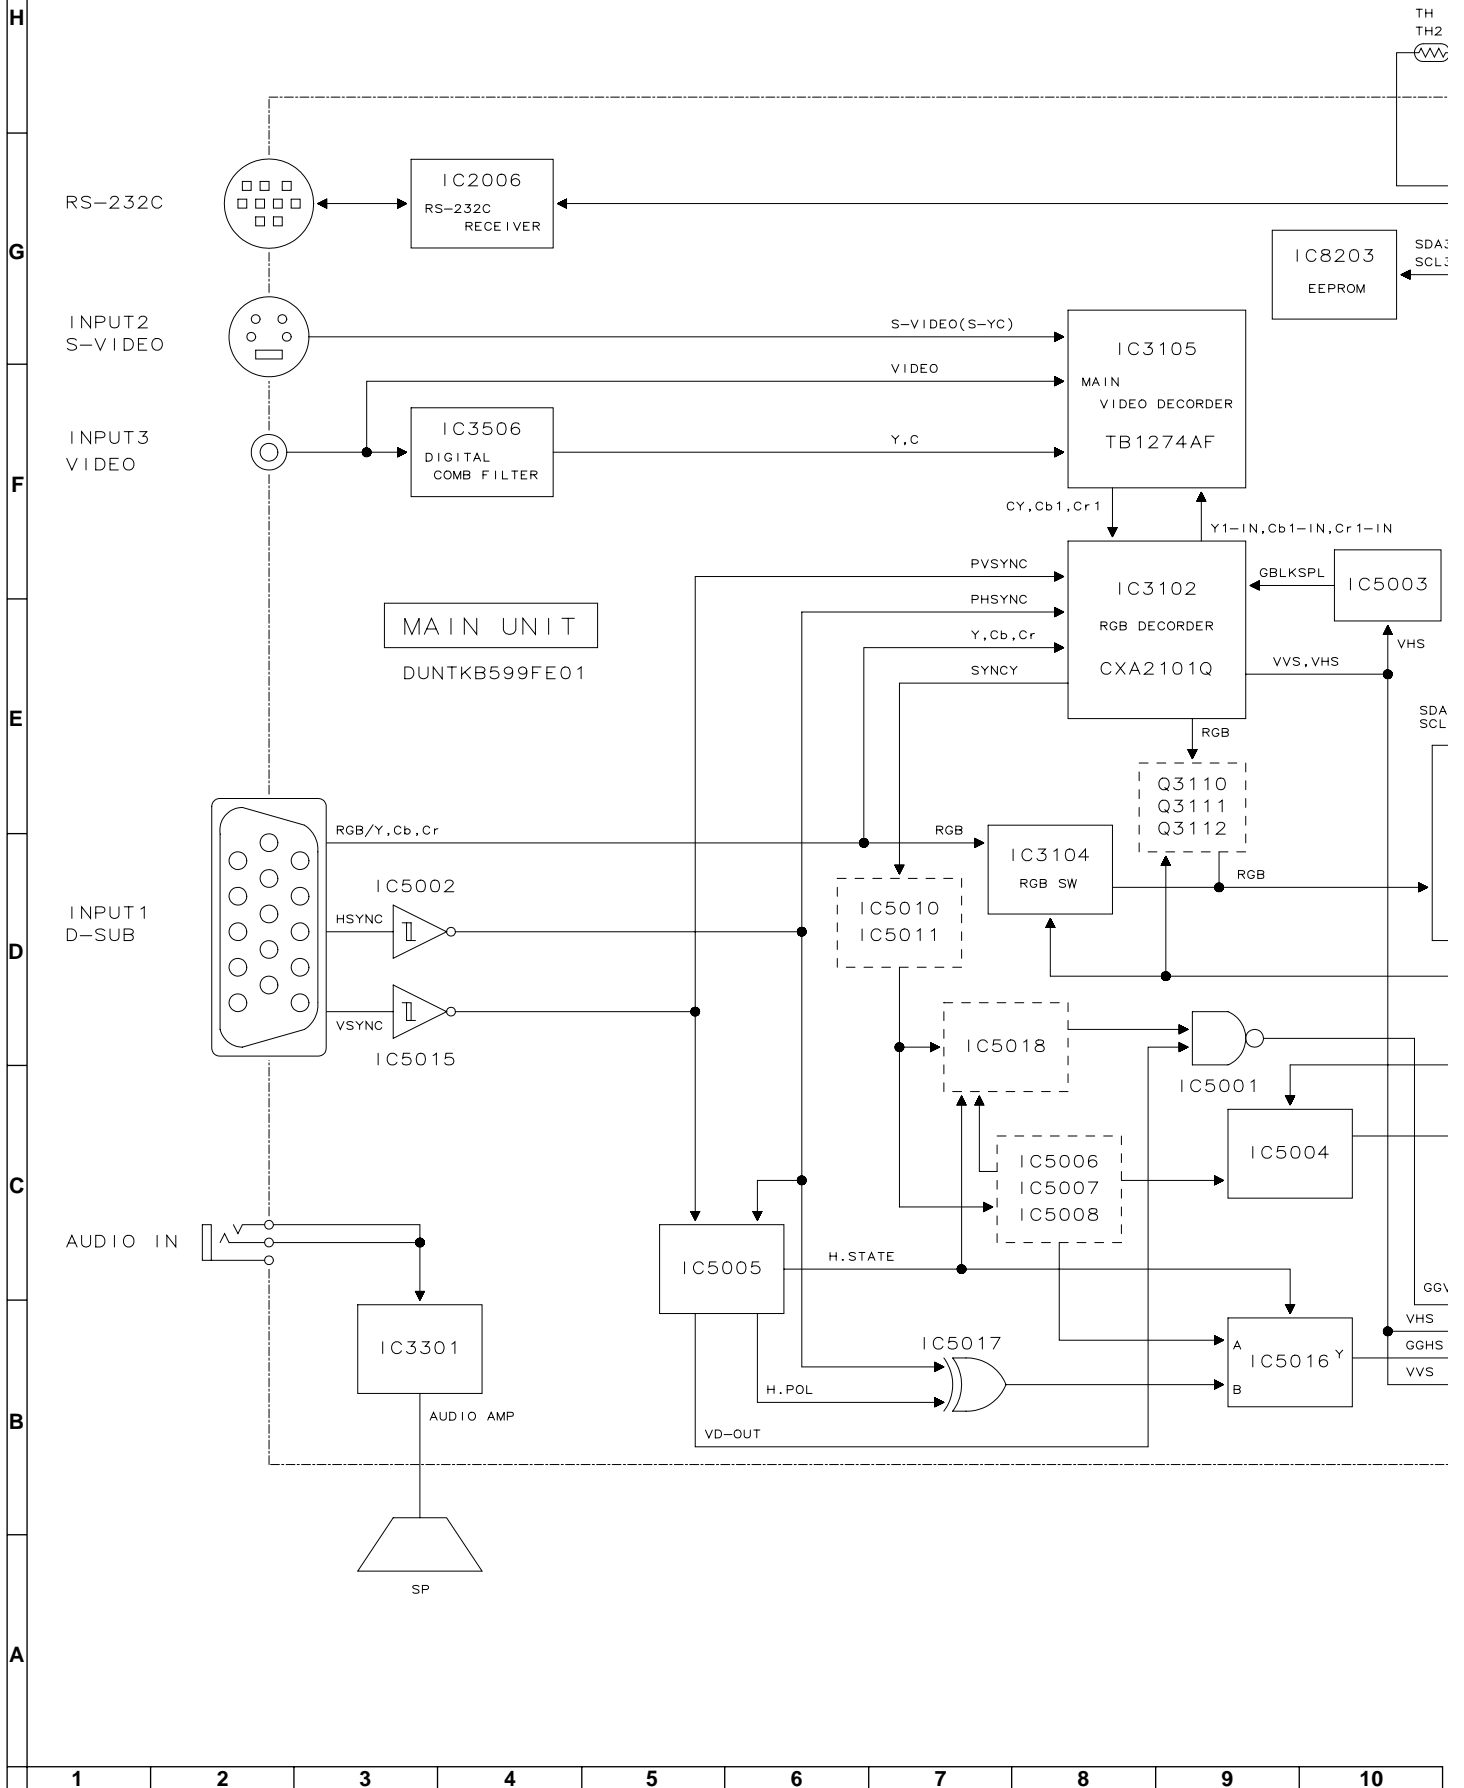 H
TH
TH2
RS-232C
IC2006
RS-232C
RECEIVER
G
IC8203
EEPROM
SDA3
SCL3
INPUT2
S-VIDEO
S-VIDEO(S-YC)
IC3105
MAIN
VIDEO DECORDER
TB1274AF
VIDEO
INPUT3
VIDEO
IC3506
DIGITAL
COMB FILTER
Y,C
F
CY,Cb1,Cr1
Y1-IN,Cb1-IN,Cr1-IN
PVSYNC
PHSYNC
Y,Cb,Cr
SYNCY
IC3102
RGB DECORDER
CXA2101Q
GBLKSPL
IC5003
VHS
VVS,VHS
MAIN UNIT
DUNTKB599FE01
E
SDA
SCL
RGB
Q3110
Q3111
Q3112
RGB/Y,Cb,Cr
RGB
IC3104
RGB SW
RGB
IC5002
HSYNC
INPUT1
D-SUB
D
IC5010
IC5011
VSYNC
IC5015
IC5018
IC5001
IC5004
C
IC5006
IC5007
IC5008
AUDIO IN
IC5005
H.STATE
GGV
IC3301
IC5017
A
IC5016
Y
B
VHS
GGHS
VVS
H.POL
B
AUDIO AMP
VD-OUT
SP
A
1 2 3 4 5 6 7 8 9 10